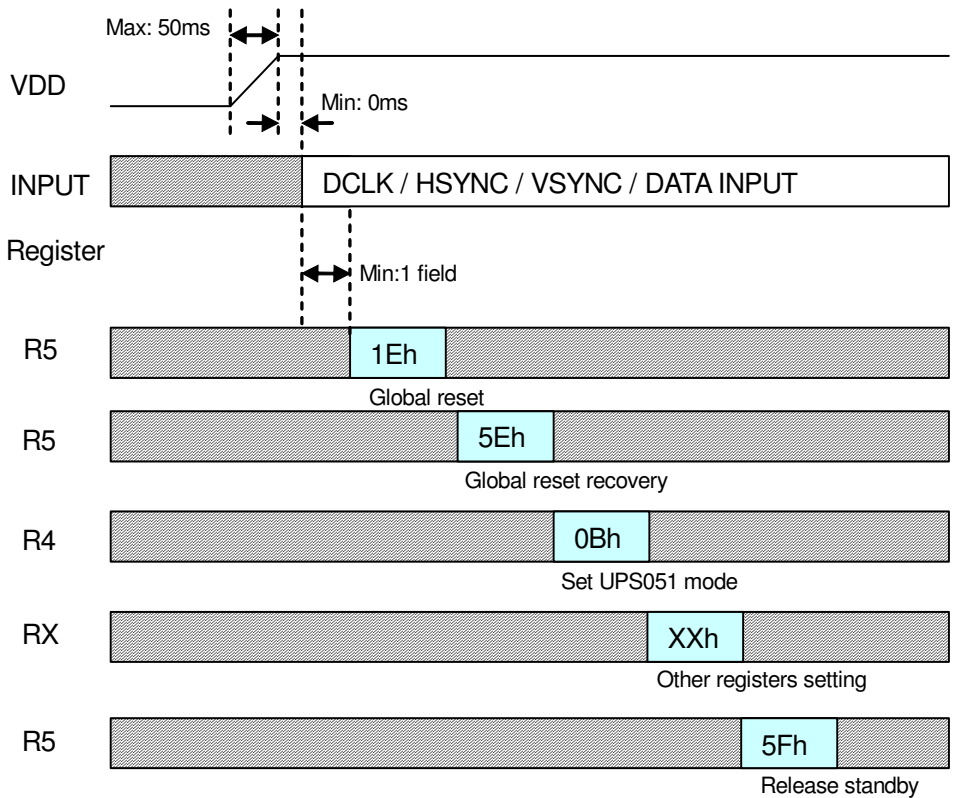 Max: 50ms
VDD
Min: 0ms
INPUT
DCLK / HSYNC / VSYNC / DATA INPUT
Register
Min:1 field
R5
1Eh
Global reset
R5
5Eh
Global reset recovery
R4
0Bh
Set UPS051 mode
RX
XXh
Other registers setting
R5
5Fh
Release standby